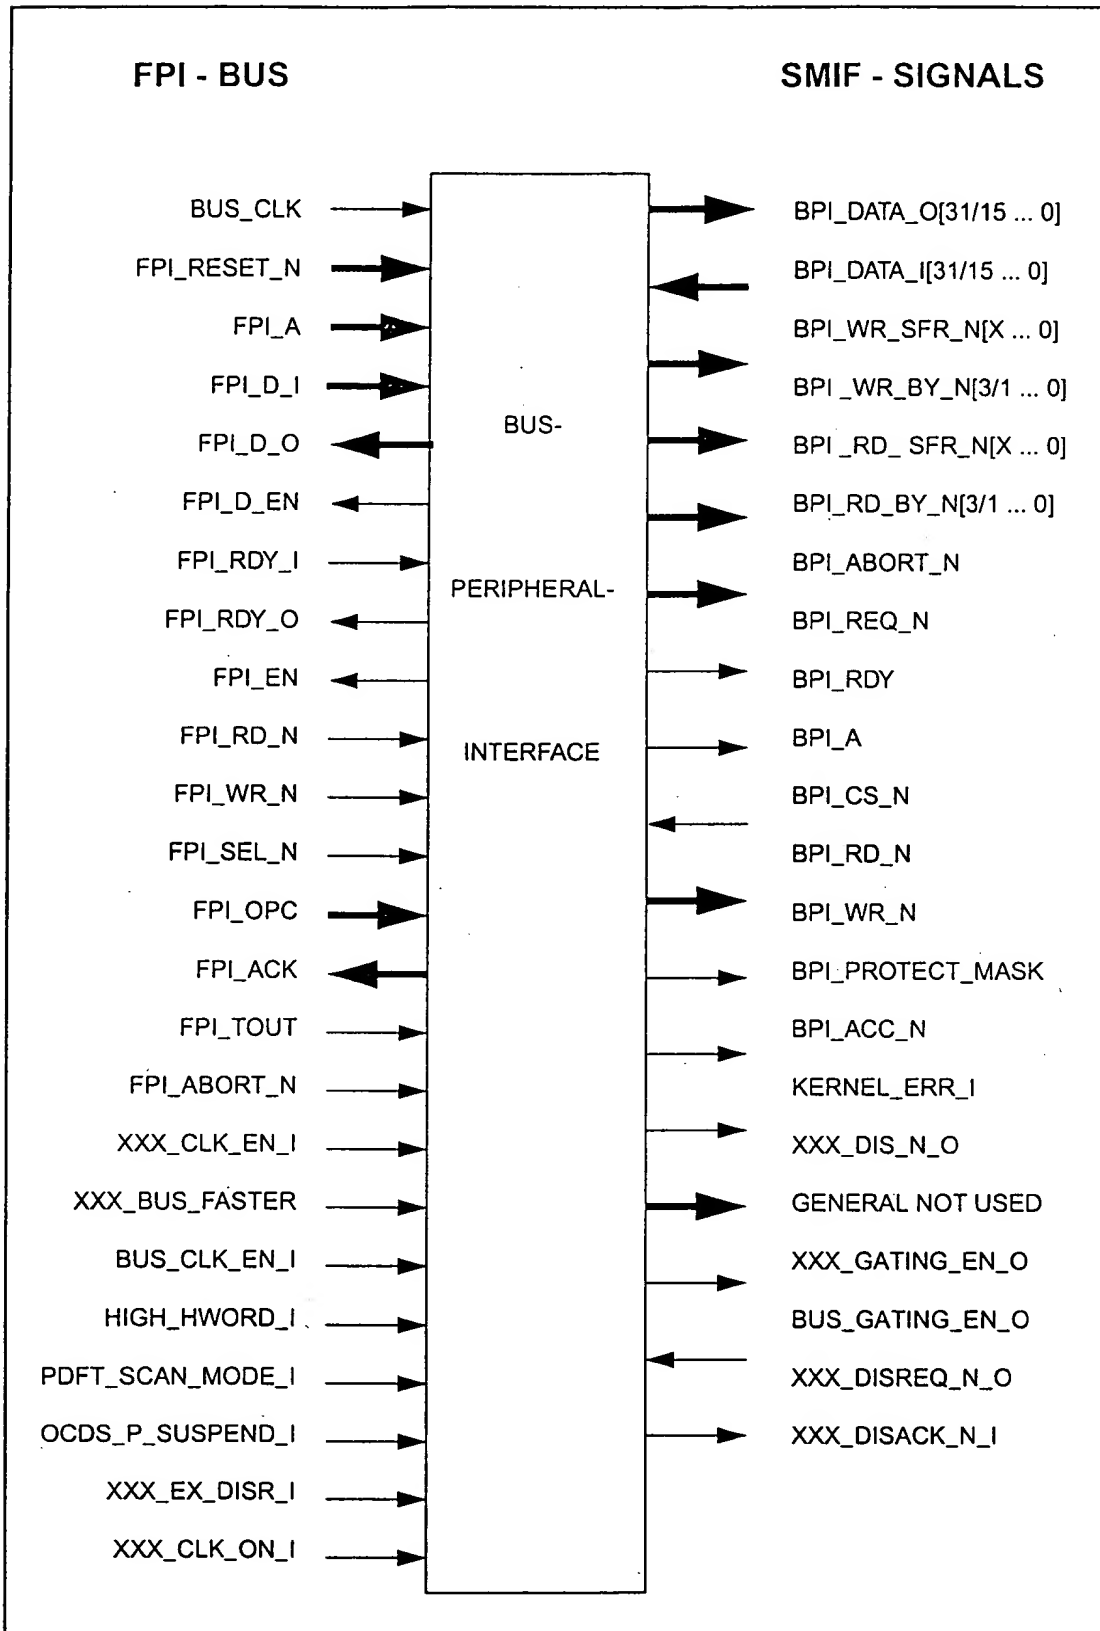 FPI - BUS
SMIF - SIGNALS
BUS_CLK
FPI_RESET_N
FPI_A
FPI_D_I
FPI_D_O
FPI_D_EN
FPI_RDY_I
FPI_RDY_O
FPI_EN
FPI_RD_N
FPI_WR_N
FPI_SEL_N
FPI_OPC
FPI_ACK
FPI_TOUT
FPI_ABORT_N
XXX_CLK_EN_I
XXX_BUS_FASTER
BUS_CLK_EN_I
HIGH_HWORD_I
PDFT_SCAN_MODE_I
OCDS_P_SUSPEND_I
XXX_EX_DISR_I
XXX_CLK_ON_I
BUS-
PERIPHERAL-
INTERFACE
BPI_DATA_O[31/15 ... 0]
BPI_DATA_I[31/15 ... 0]
BPI_WR_SFR_N[X ... 0]
BPI _WR_BY_N[3/1 ... 0]
BPI _RD_ SFR_N[X ... 0]
BPI_RD_BY_N[3/1 ... 0]
BPI_ABORT_N
BPI_REQ_N
BPI_RDY
BPI_A
BPI_CS_N
BPI_RD_N
BPI_WR_N
BPI_PROTECT_MASK
BPI_ACC_N
KERNEL_ERR_I
XXX_DIS_N_O
GENERAL NOT USED
XXX_GATING_EN_O
BUS_GATING_EN_O
XXX_DISREQ_N_O
XXX_DISACK_N_I